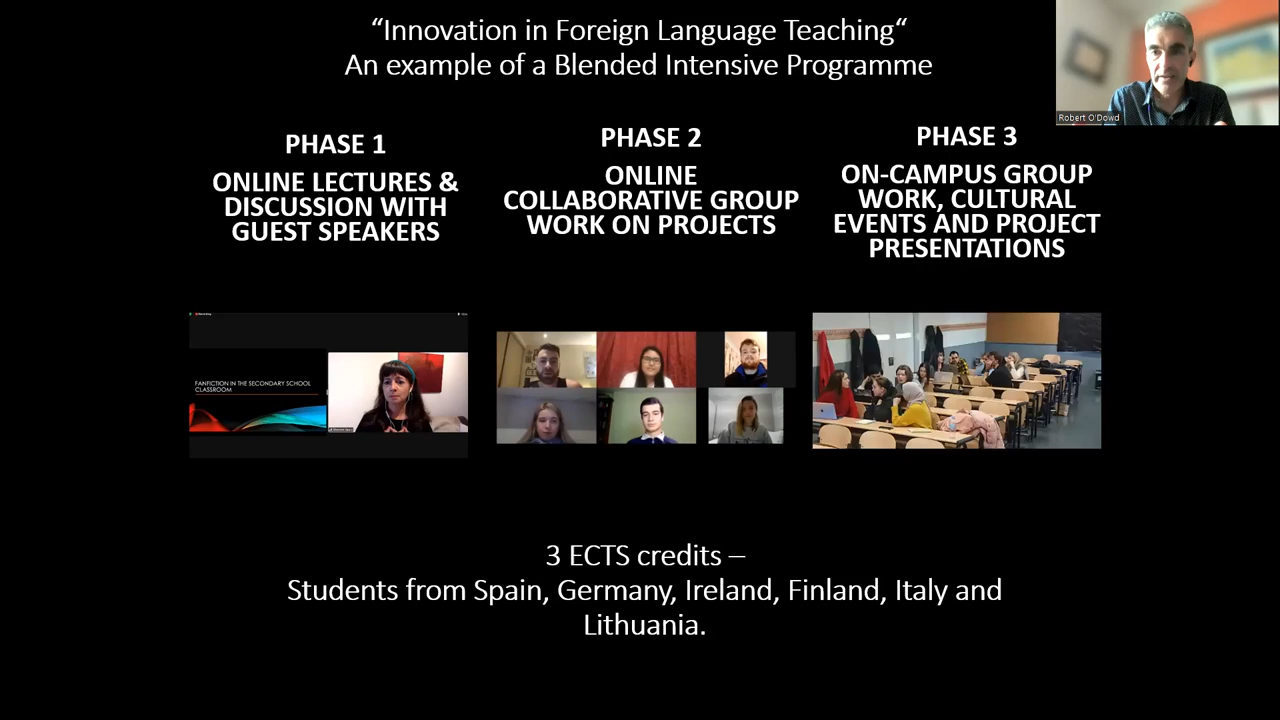 “Innovation in Foreign Language Teaching“
An example of a Blended Intensive Programme
Robert O'Dowd
PHASE 1
ONLINE LECTURES &
DISCUSSION WITH
GUEST SPEAKERS
PHASE 2
ONLINE
COLLABORATIVE GROUP
WORK ON PROJECTS
PHASE 3
ON-CAMPUS GROUP
WORK, CULTURAL
EVENTS AND PROJECT
PRESENTATIONS
FANFICTION IN THE SECONDARY SCHOOL
CLASSROOM
3 ECTS credits –
Students from Spain, Germany, Ireland, Finland, Italy and
Lithuania.